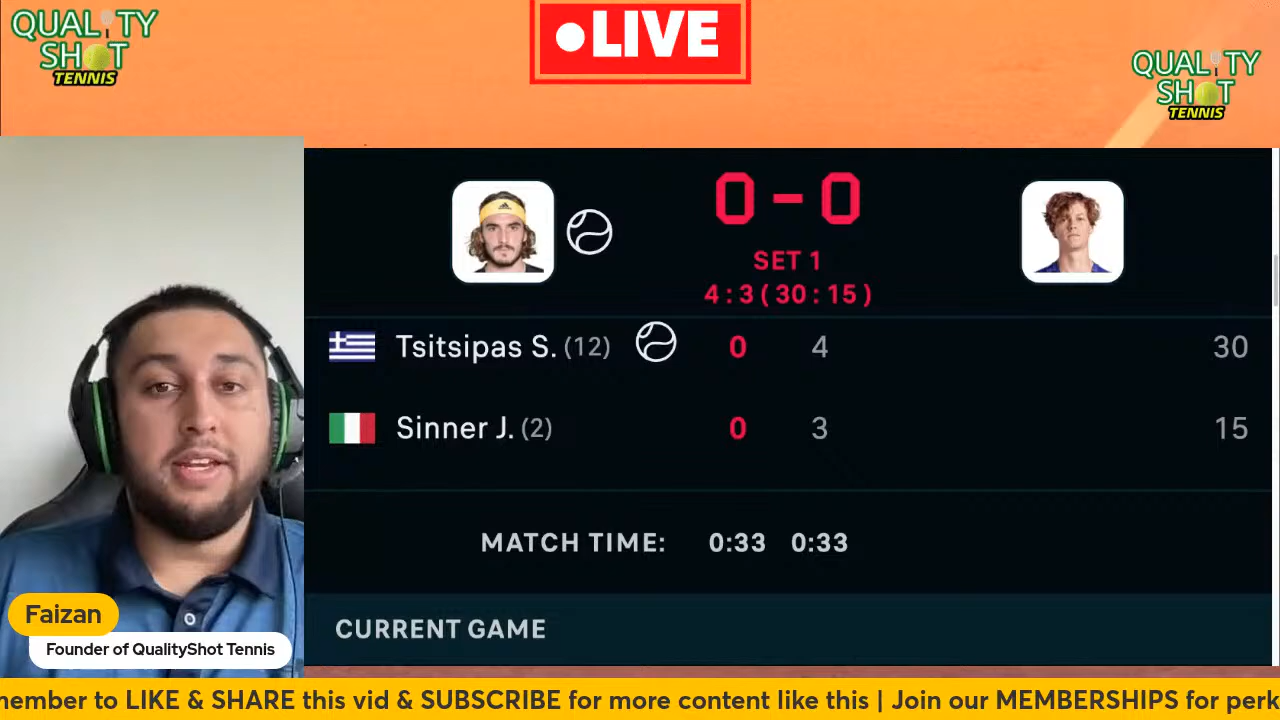 QUALITY
SHOT
TENNIS
LIVE
QUALITY
SHOT
TENNIS
0 - 0
SET 1
4 : 3 ( 30 : 15 )
Tsitsipas S. (12) 0 4 30
Sinner J. (2) 0 3 15
MATCH TIME: 0:33 0:33
CURRENT GAME
Faizan
Founder of QualityShot Tennis
member to LIKE & SHARE this vid & SUBSCRIBE for more content like this | Join our MEMBERSHIPS for perk